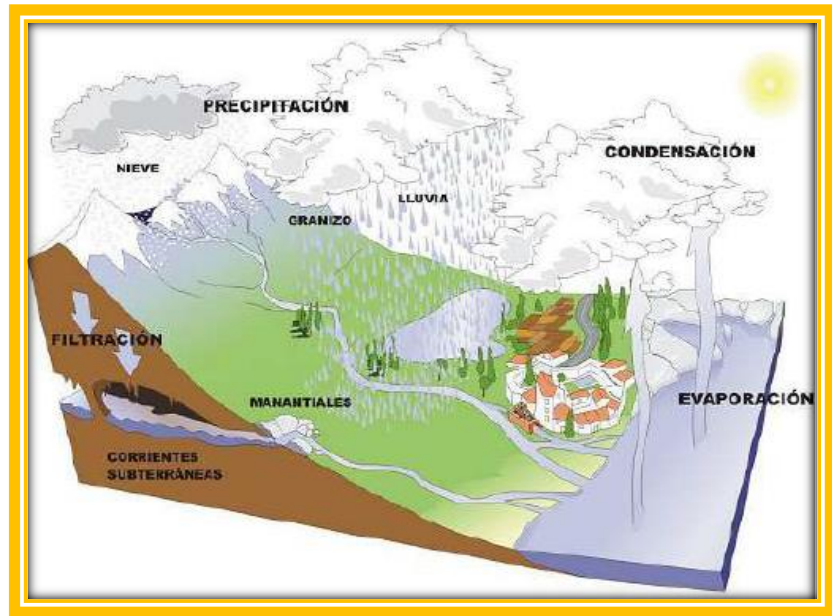 PRECIPITACIÓN
CONDENSACIÓN
NIEVE
LLUVIA
GRANIZO
FILTRACIÓN
MANANTIALES
EVAPORACIÓN
CORRIENTES
SUBTERRÁNEAS